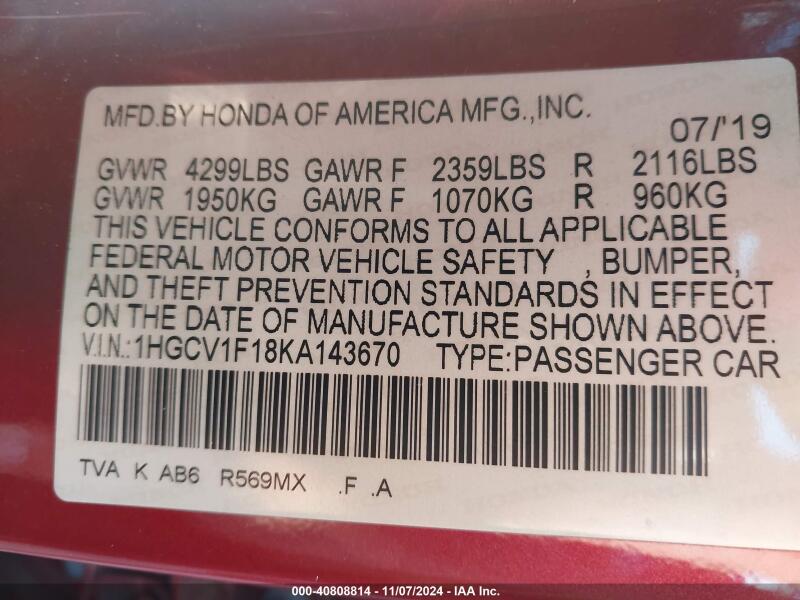 MFD.BY HONDA OF AMERICA MFG.,INC.
07/'19
GVWR 4299LBS GAWR F 2359LBS R 2116LBS
GVWR 1950KG GAWR F 1070KG R 960KG
THIS VEHICLE CONFORMS TO ALL APPLICABLE
FEDERAL MOTOR VEHICLE SAFETY , BUMPER,
AND THEFT PREVENTION STANDARDS IN EFFECT
ON THE DATE OF MANUFACTURE SHOWN ABOVE.
V.I.N.:1HGCV1F18KA143670 TYPE:PASSENGER CAR
TVA K AB6 R569MX .F .A
000-40808814 - 11/07/2024 - IAA Inc.